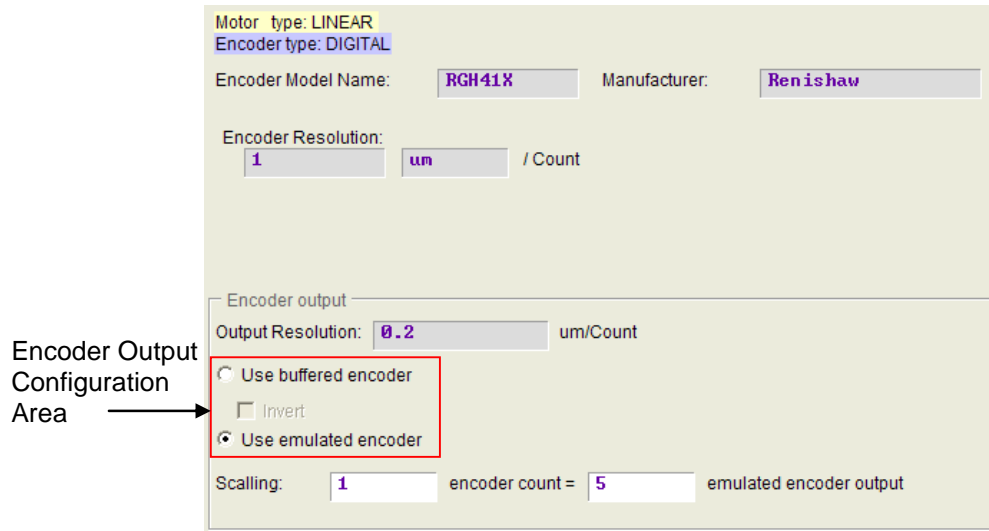 Motor type: LINEAR
Encoder type: DIGITAL
Encoder Model Name: RGH41X Manufacturer: Renishaw
Encoder Resolution:
1 um / Count
Encoder output
Output Resolution: 0.2 um/Count
Encoder Output
Configuration
Area
Use buffered encoder
Invert
Use emulated encoder
Scalling: 1 encoder count = 5 emulated encoder output